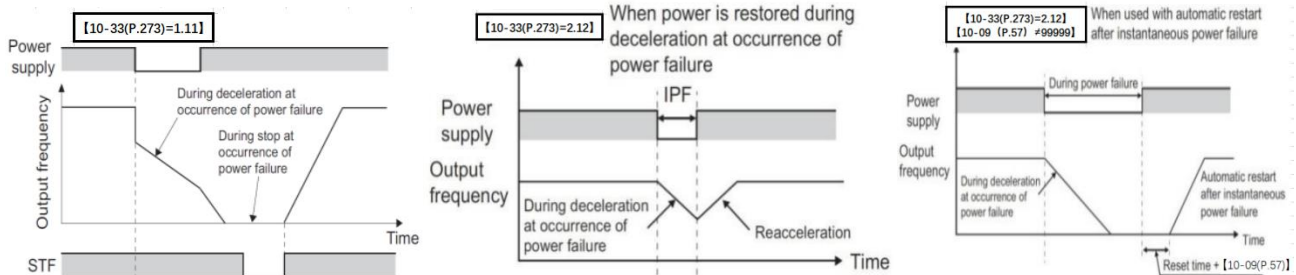 【10-33(P.273)=1.11】
Power
supply
Output frequency
During deceleration at
occurrence of power failure
During stop at
occurrence of
power failure
Time
STF
【10-33(P.273)=2.12】
When power is restored during
deceleration at occurrence of
power failure
IPF
Power
supply
Output
frequency
During deceleration
at occurrence of
power failure
Reacceleration
Time
【10-33(P.273)=2.12】
【10-09（P.57）≠99999】
When used with automatic restart
after instantaneous power failure
During power failure
Power
supply
Output
frequency
During deceleration
at occurrence of
power failure
Automatic restart
after instantaneous
power failure
Time
Reset time +【10-09(P.57)】